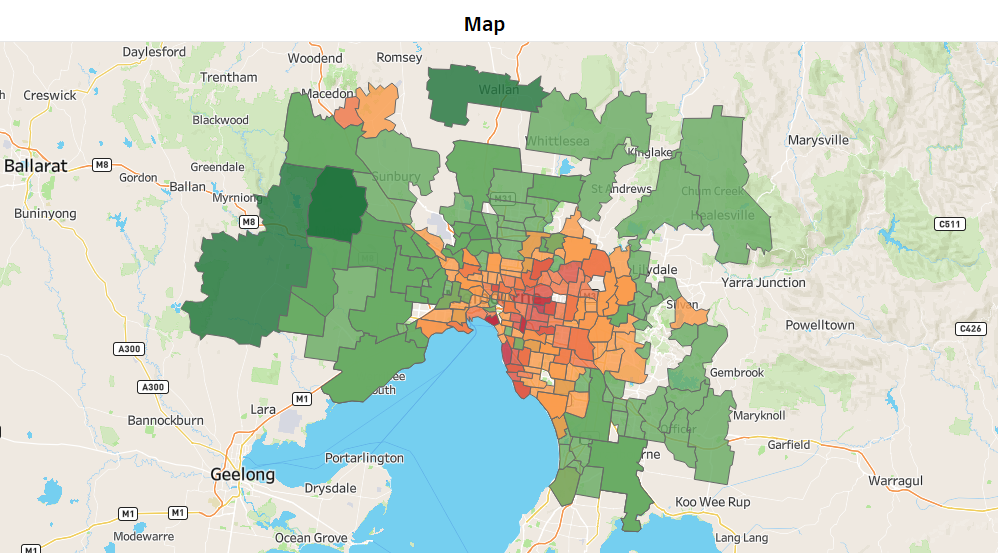 Map
Daylesford
Woodend
Romsey
Trentham
Creswick
Macedon
Wallan
Blackwood
Whittlesea
Marysville
Kinglake
Ballarat
M8
Greendale
Gordon
Ballan
Sunbury
St Andrews
Chum Creek
Myrniong
M31
Buninyong
M8
Healesville
C511
Lilydale
Yarra Junction
Powelltown
C426
A300
Gembrook
A300
M1
Lara
Bannockburn
Maryknoll
Officer
Garfield
Portarlington
Geelong
Warragul
Drysdale
Koo Wee Rup
M1
M1
Modewarre
Ocean Grove
Lang Lang
M1